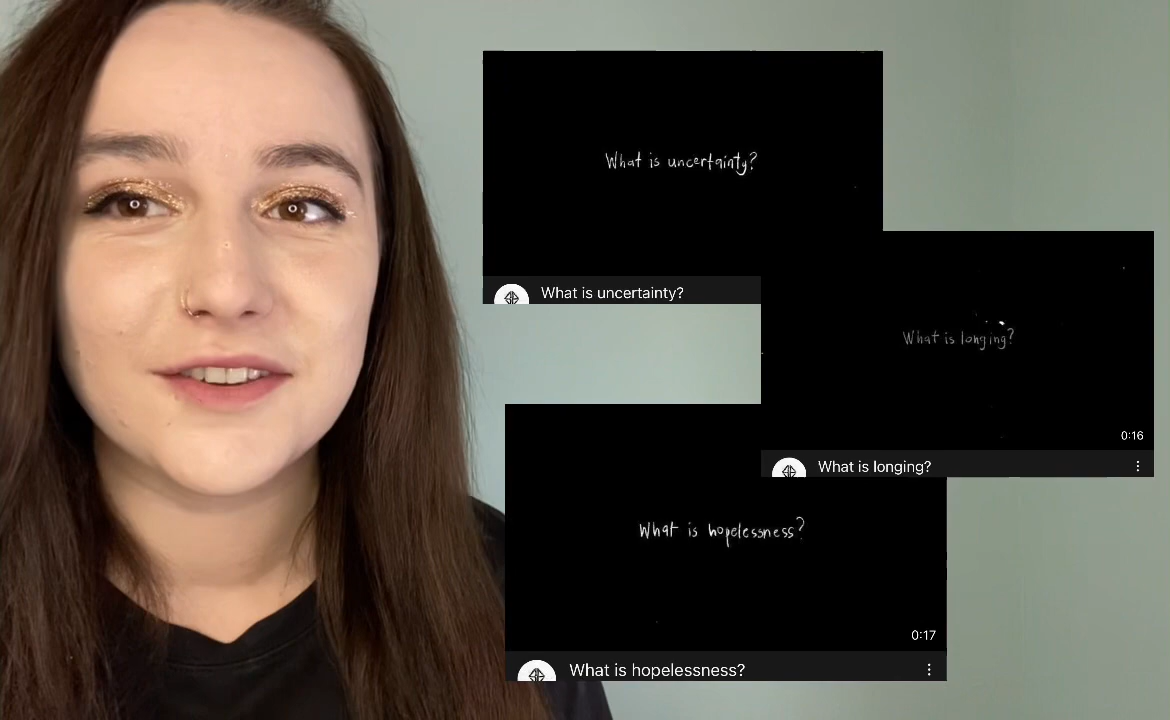 What is uncertainty?
What is uncertainty?
What is longing?
0:16
What is longing?
What is hopelessness?
0:17
What is hopelessness?